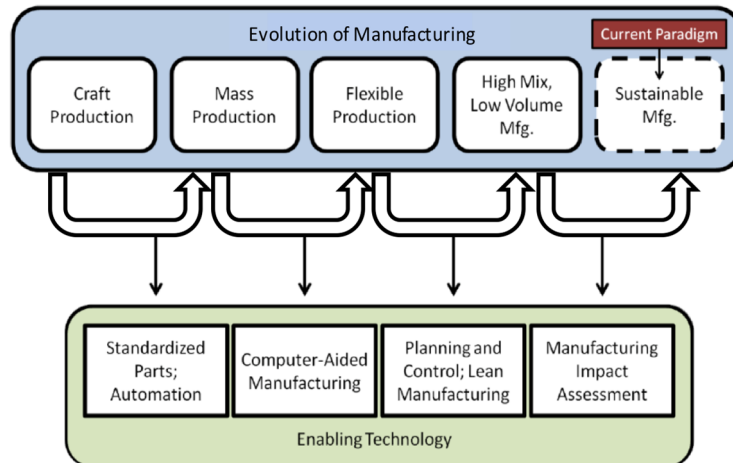 Evolution of Manufacturing
Current Paradigm
Craft
Production
Mass
Production
Flexible
Production
High Mix,
Low Volume
Mfg.
Sustainable
Mfg.
Standardized
Parts;
Automation
Computer-Aided
Manufacturing
Planning and
Control; Lean
Manufacturing
Manufacturing
Impact
Assessment
Enabling Technology